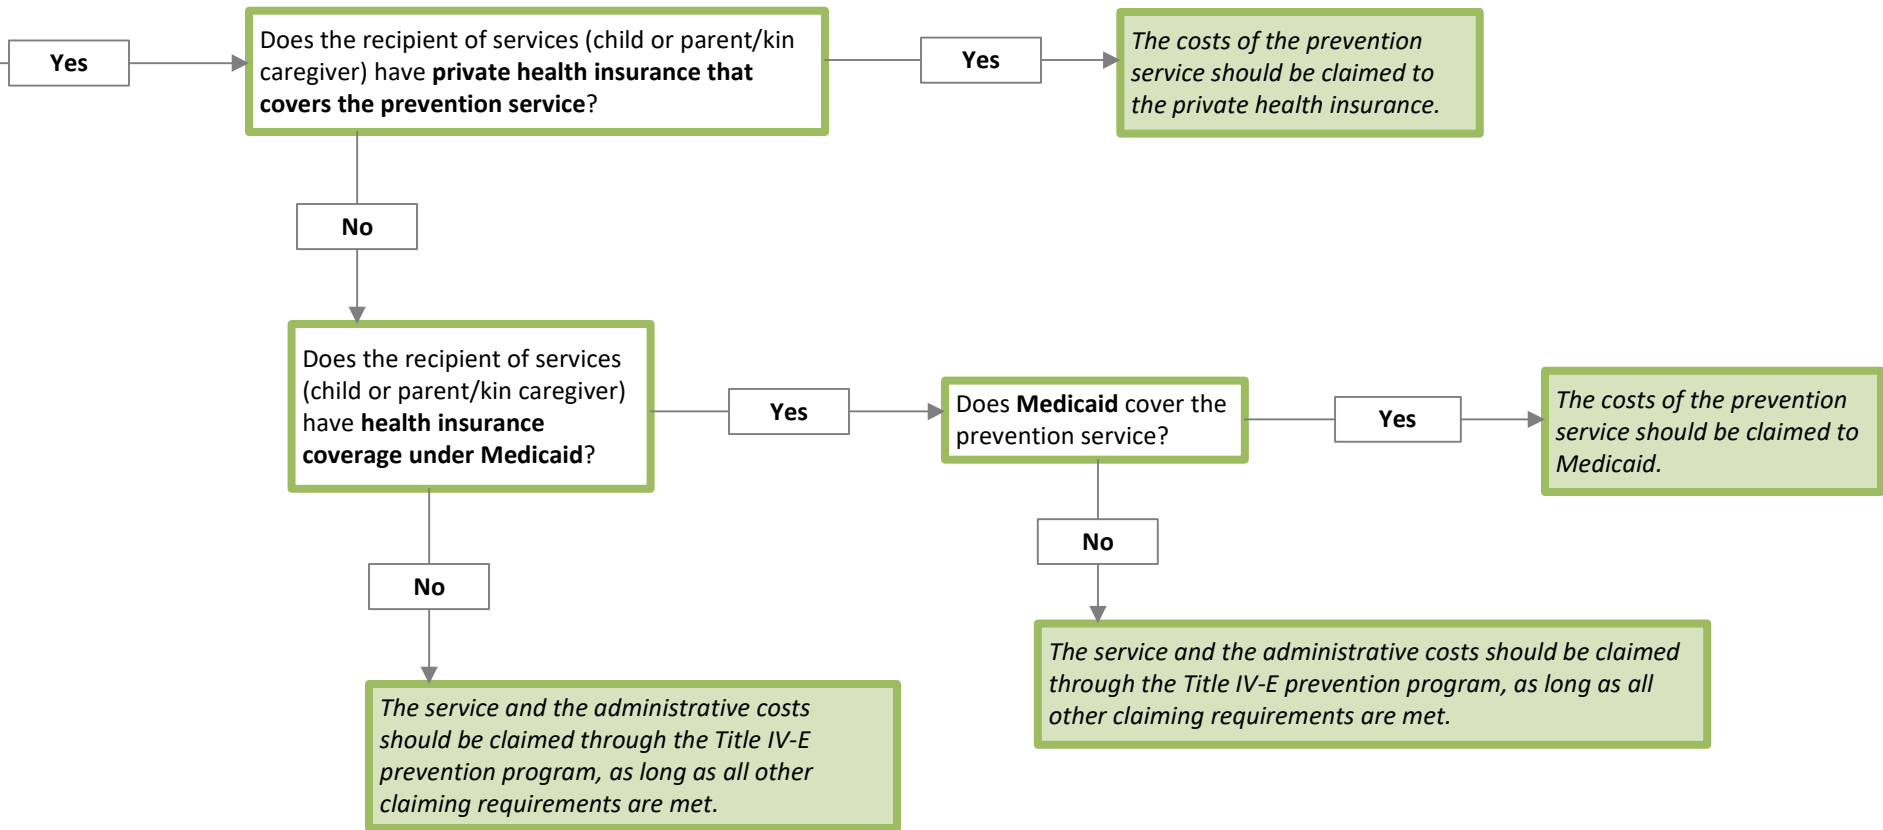 Yes
Does the recipient of services (child or parent/kin
caregiver) have private health insurance that
covers the prevention service?
Yes
The costs of the prevention
service should be claimed to
the private health insurance.
No
Does the recipient of services
(child or parent/kin caregiver)
have health insurance
coverage under Medicaid?
Yes
Does Medicaid cover the
prevention service?
Yes
The costs of the prevention
service should be claimed to
Medicaid.
No
No
The service and the administrative costs should be claimed
through the Title IV-E prevention program, as long as all
other claiming requirements are met.
The service and the administrative costs
should be claimed through the Title IV-E
prevention program, as long as all other
claiming requirements are met.